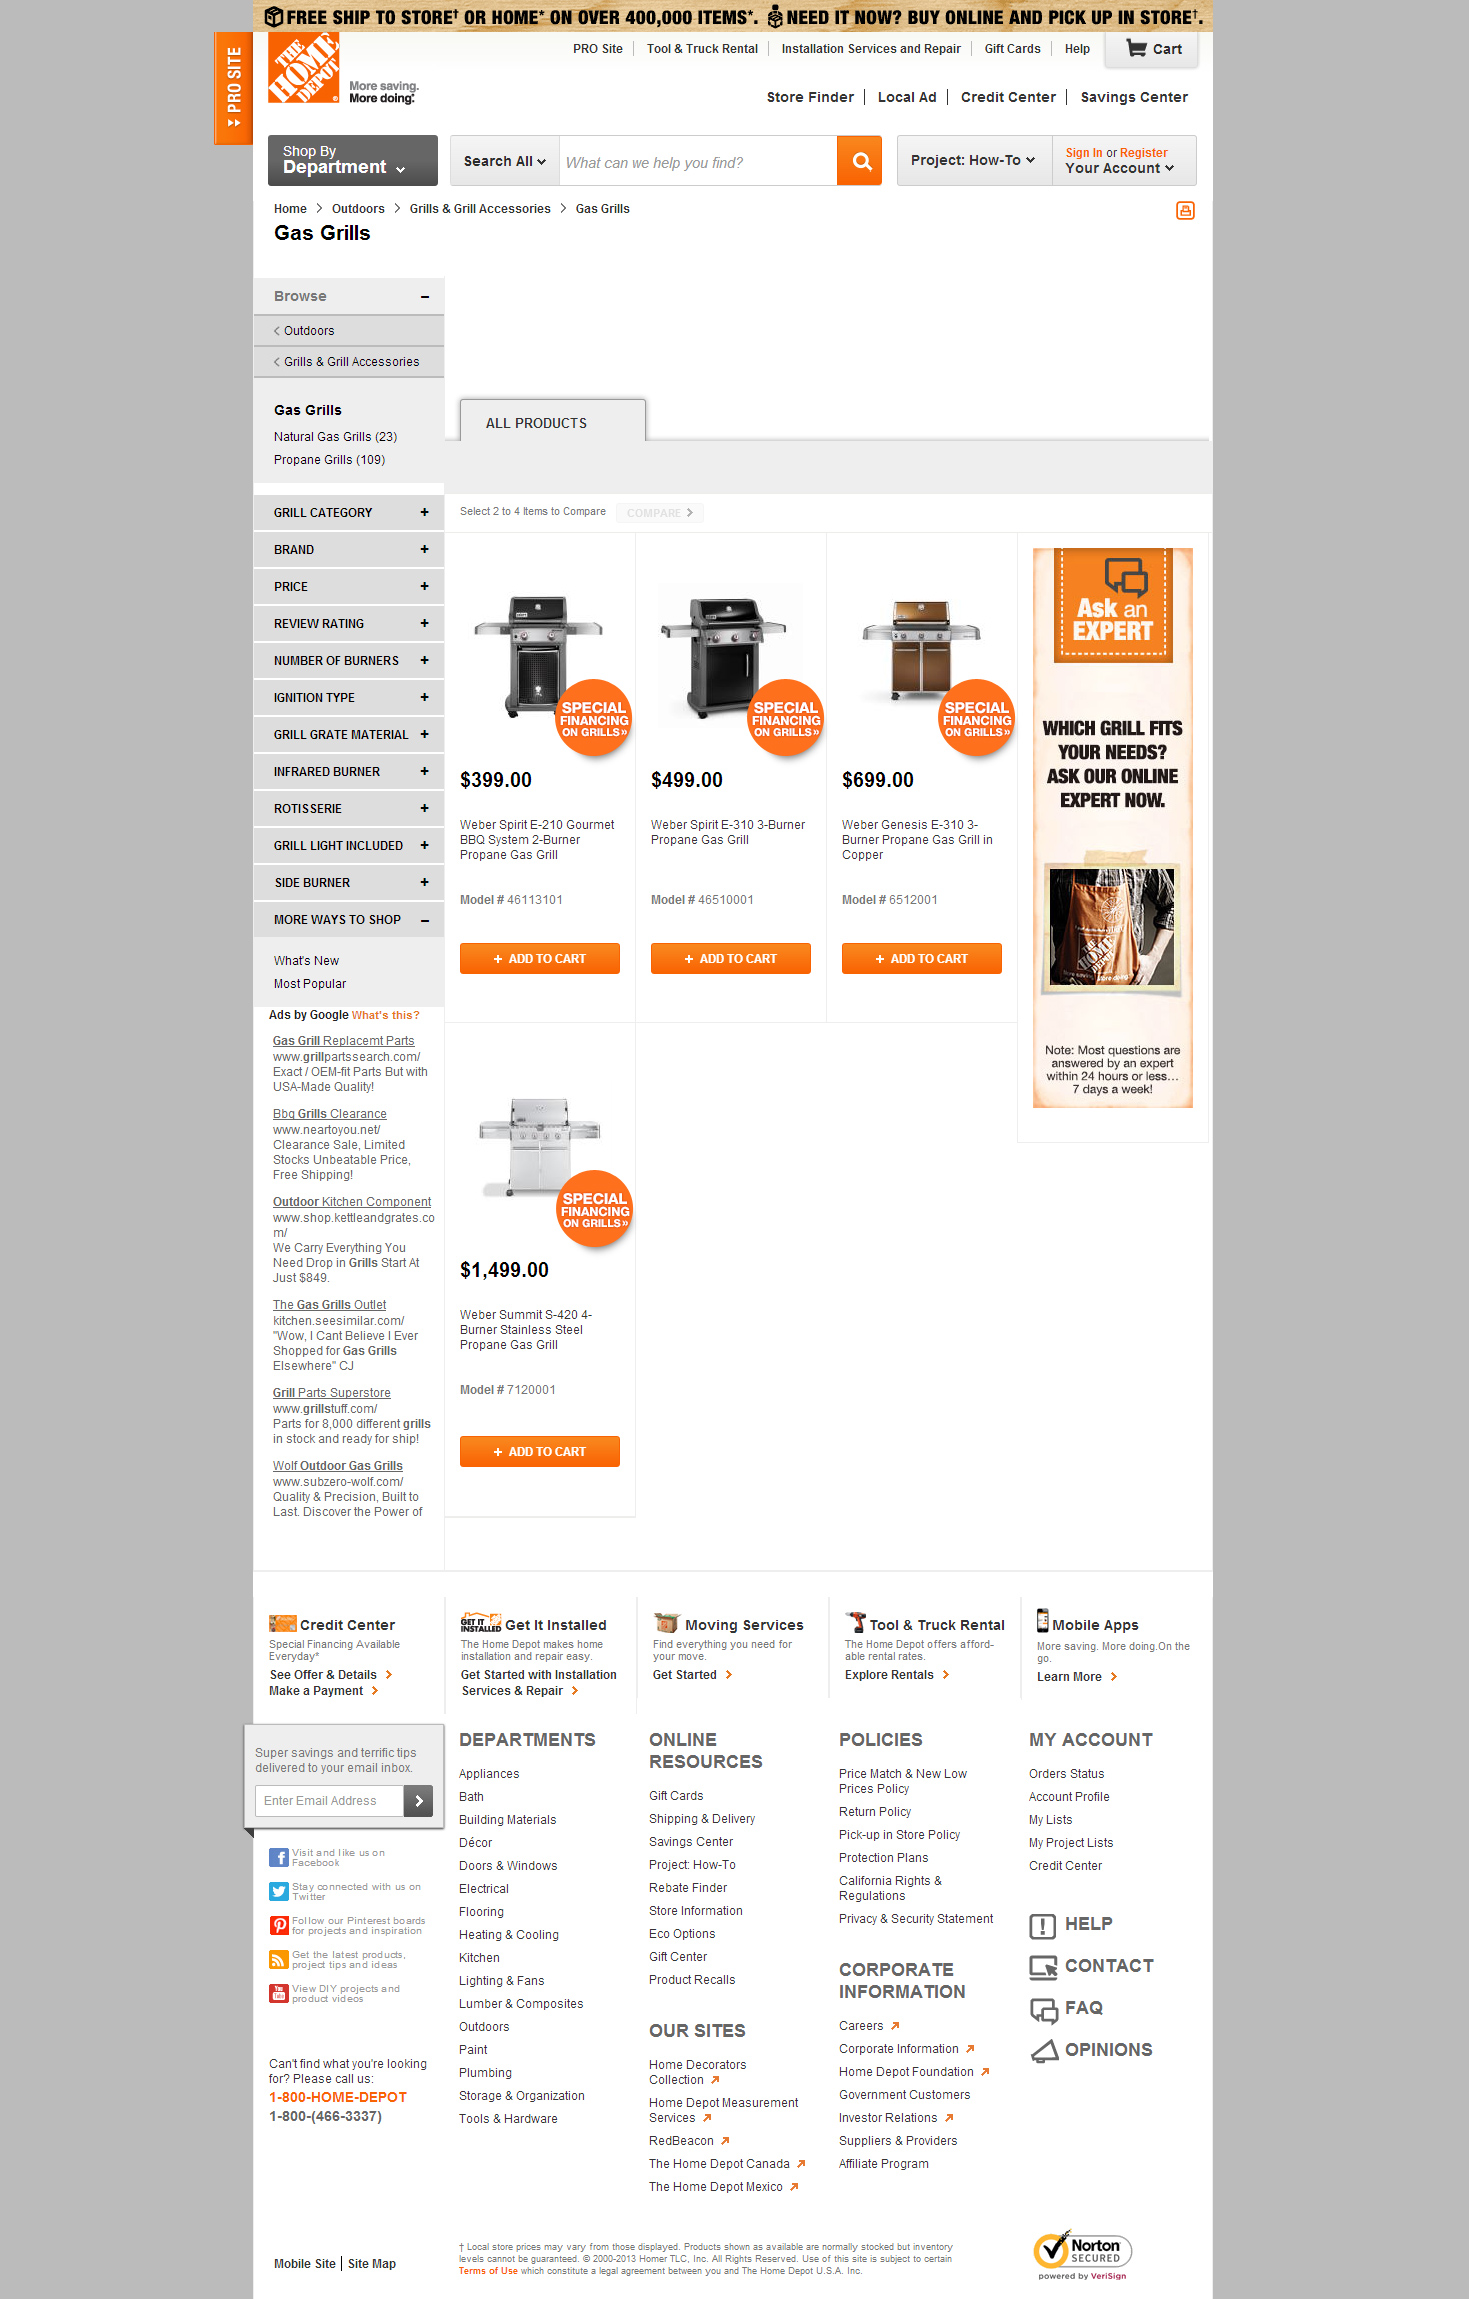 FREE SHIP TO STORE† OR HOME* ON OVER 400,000 ITEMS*. NEED IT NOW? BUY ONLINE AND PICK UP IN STORE†.
PRO SITE
THE HOME DEPOT
More saving.
More doing.
PRO Site
Tool & Truck Rental
Installation Services and Repair
Gift Cards
Help
Cart
Store Finder
Local Ad
Credit Center
Savings Center
Shop By
Department
Search All
What can we help you find?
Project: How-To
Sign In or Register
Your Account
Home > Outdoors > Grills & Grill Accessories > Gas Grills
Gas Grills
Browse
Outdoors
Grills & Grill Accessories
Gas Grills
Natural Gas Grills (23)
Propane Grills (109)
GRILL CATEGORY +
BRAND +
PRICE +
REVIEW RATING +
NUMBER OF BURNERS +
IGNITION TYPE +
GRILL GRATE MATERIAL +
INFRARED BURNER +
ROTISSERIE +
GRILL LIGHT INCLUDED +
SIDE BURNER +
MORE WAYS TO SHOP –
What's New
Most Popular
Ads by Google What's this?
Gas Grill Replacemt Parts
www.grillpartssearch.com/
Exact / OEM-fit Parts But with
USA-Made Quality!
Bbq Grills Clearance
www.neartoyou.net/
Clearance Sale, Limited
Stocks Unbeatable Price,
Free Shipping!
Outdoor Kitchen Component
www.shop.kettleandgrates.co
m/
We Carry Everything You
Need Drop in Grills Start At
Just $849.
The Gas Grills Outlet
kitchen.seesimilar.com/
"Wow, I Cant Believe I Ever
Shopped for Gas Grills
Elsewhere" CJ
Grill Parts Superstore
www.grillstuff.com/
Parts for 8,000 different grills
in stock and ready for ship!
Wolf Outdoor Gas Grills
www.subzero-wolf.com/
Quality & Precision, Built to
Last. Discover the Power of
ALL PRODUCTS
Select 2 to 4 Items to Compare
COMPARE
SPECIAL
FINANCING
ON GRILLS»
$399.00
Weber Spirit E-210 Gourmet
BBQ System 2-Burner
Propane Gas Grill
Model # 46113101
+ ADD TO CART
SPECIAL
FINANCING
ON GRILLS»
$499.00
Weber Spirit E-310 3-Burner
Propane Gas Grill
Model # 46510001
+ ADD TO CART
SPECIAL
FINANCING
ON GRILLS»
$699.00
Weber Genesis E-310 3-
Burner Propane Gas Grill in
Copper
Model # 6512001
+ ADD TO CART
SPECIAL
FINANCING
ON GRILLS»
$1,499.00
Weber Summit S-420 4-
Burner Stainless Steel
Propane Gas Grill
Model # 7120001
+ ADD TO CART
Ask an
EXPERT
WHICH GRILL FITS
YOUR NEEDS?
ASK OUR ONLINE
EXPERT NOW.
THE HOME DEPOT
Note: Most questions are
answered by an expert
within 24 hours or less...
7 days a week!
Credit Center
Special Financing Available
Everyday*
See Offer & Details
Make a Payment
GET IT
INSTALLED
Get It Installed
The Home Depot makes home
installation and repair easy.
Get Started with Installation
Services & Repair
Moving Services
Find everything you need for
your move.
Get Started
Tool & Truck Rental
The Home Depot offers afford-
able rental rates.
Explore Rentals
Mobile Apps
More saving. More doing.On the
go.
Learn More
Super savings and terrific tips
delivered to your email inbox.
Enter Email Address
Visit and like us on
Facebook
Stay connected with us on
Twitter
Follow our Pinterest boards
for projects and inspiration
Get the latest products,
project tips and ideas
View DIY projects and
product videos
Can't find what you're looking
for? Please call us:
1-800-HOME-DEPOT
1-800-(466-3337)
DEPARTMENTS
Appliances
Bath
Building Materials
Décor
Doors & Windows
Electrical
Flooring
Heating & Cooling
Kitchen
Lighting & Fans
Lumber & Composites
Outdoors
Paint
Plumbing
Storage & Organization
Tools & Hardware
ONLINE
RESOURCES
Gift Cards
Shipping & Delivery
Savings Center
Project: How-To
Rebate Finder
Store Information
Eco Options
Gift Center
Product Recalls
OUR SITES
Home Decorators
Collection
Home Depot Measurement
Services
RedBeacon
The Home Depot Canada
The Home Depot Mexico
POLICIES
Price Match & New Low
Prices Policy
Return Policy
Pick-up in Store Policy
Protection Plans
California Rights &
Regulations
Privacy & Security Statement
CORPORATE
INFORMATION
Careers
Corporate Information
Home Depot Foundation
Government Customers
Investor Relations
Suppliers & Providers
Affiliate Program
MY ACCOUNT
Orders Status
Account Profile
My Lists
My Project Lists
Credit Center
HELP
CONTACT
FAQ
OPINIONS
Mobile Site | Site Map
† Local store prices may vary from those displayed. Products shown as available are normally stocked but inventory
levels cannot be guaranteed. © 2000-2013 Homer TLC, Inc. All Rights Reserved. Use of this site is subject to certain
Terms of Use which constitute a legal agreement between you and The Home Depot U.S.A. Inc.
Norton
SECURED
powered by VeriSign